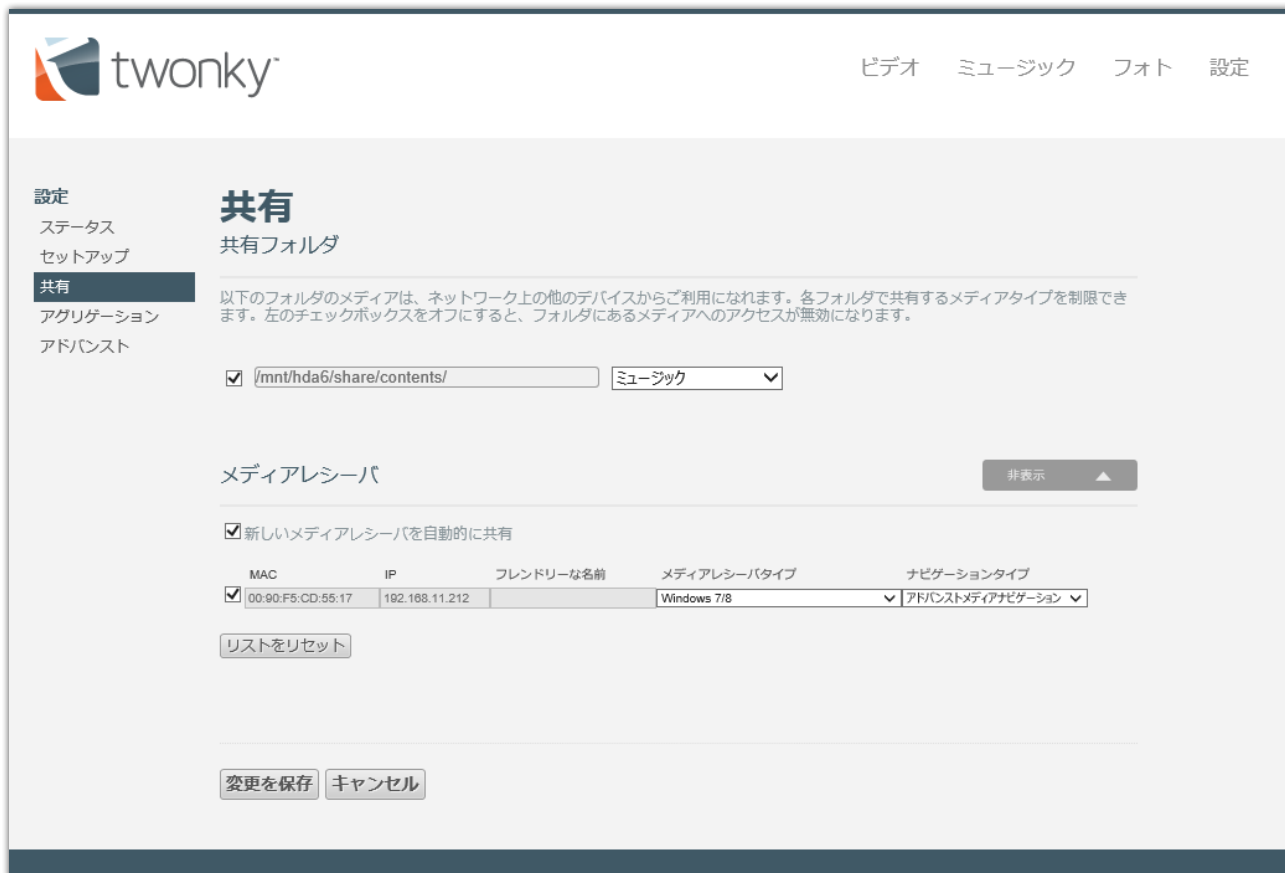 twonky™
ビデオ ミュージック フォト 設定
設定
ステータス
セットアップ
共有
アグリゲーション
アドバンスト
共有
共有フォルダ
以下のフォルダのメディアは、ネットワーク上の他のデバイスからご利用になれます。各フォルダで共有するメディアタイプを制限でき
ます。左のチェックボックスをオフにすると、フォルダにあるメディアへのアクセスが無効になります。
/mnt/hda6/share/contents/ ミュージック
メディアレシーバ 非表示
新しいメディアレシーバを自動的に共有
MAC IP フレンドリーな名前 メディアレシーバタイプ ナビゲーションタイプ
00:90:F5:CD:55:17 192.168.11.212 Windows 7/8 アドバンストメディアナビゲーション
リストをリセット
変更を保存 キャンセル